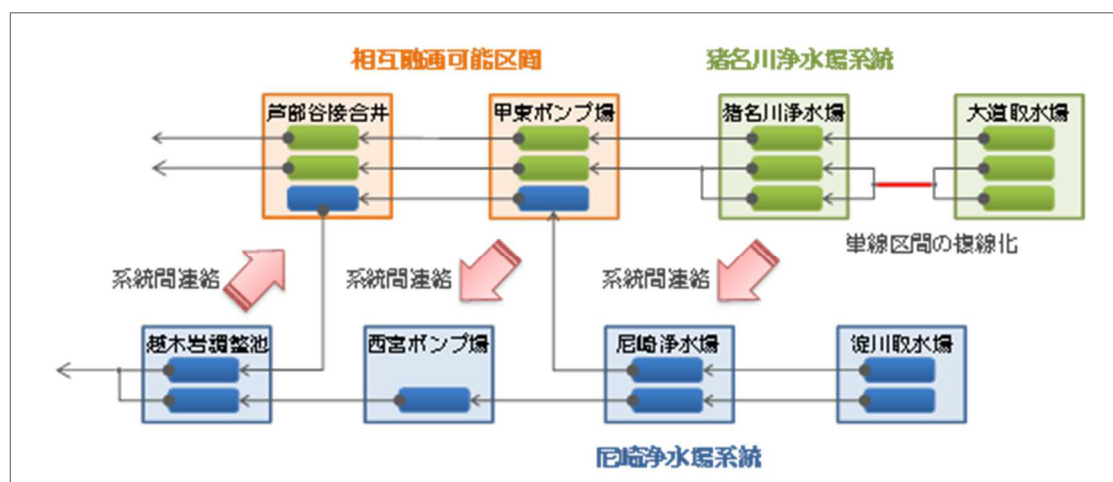 相互融通可能区間
猪名川浄水場系統
芦部谷接合井
甲東ポンプ場
猪名川浄水場
大道取水場
単線区間の複線化
系統間連絡
系統間連絡
系統間連絡
越木岩調整池
西宮ポンプ場
尼崎浄水場
淀川取水場
尼崎浄水場系統